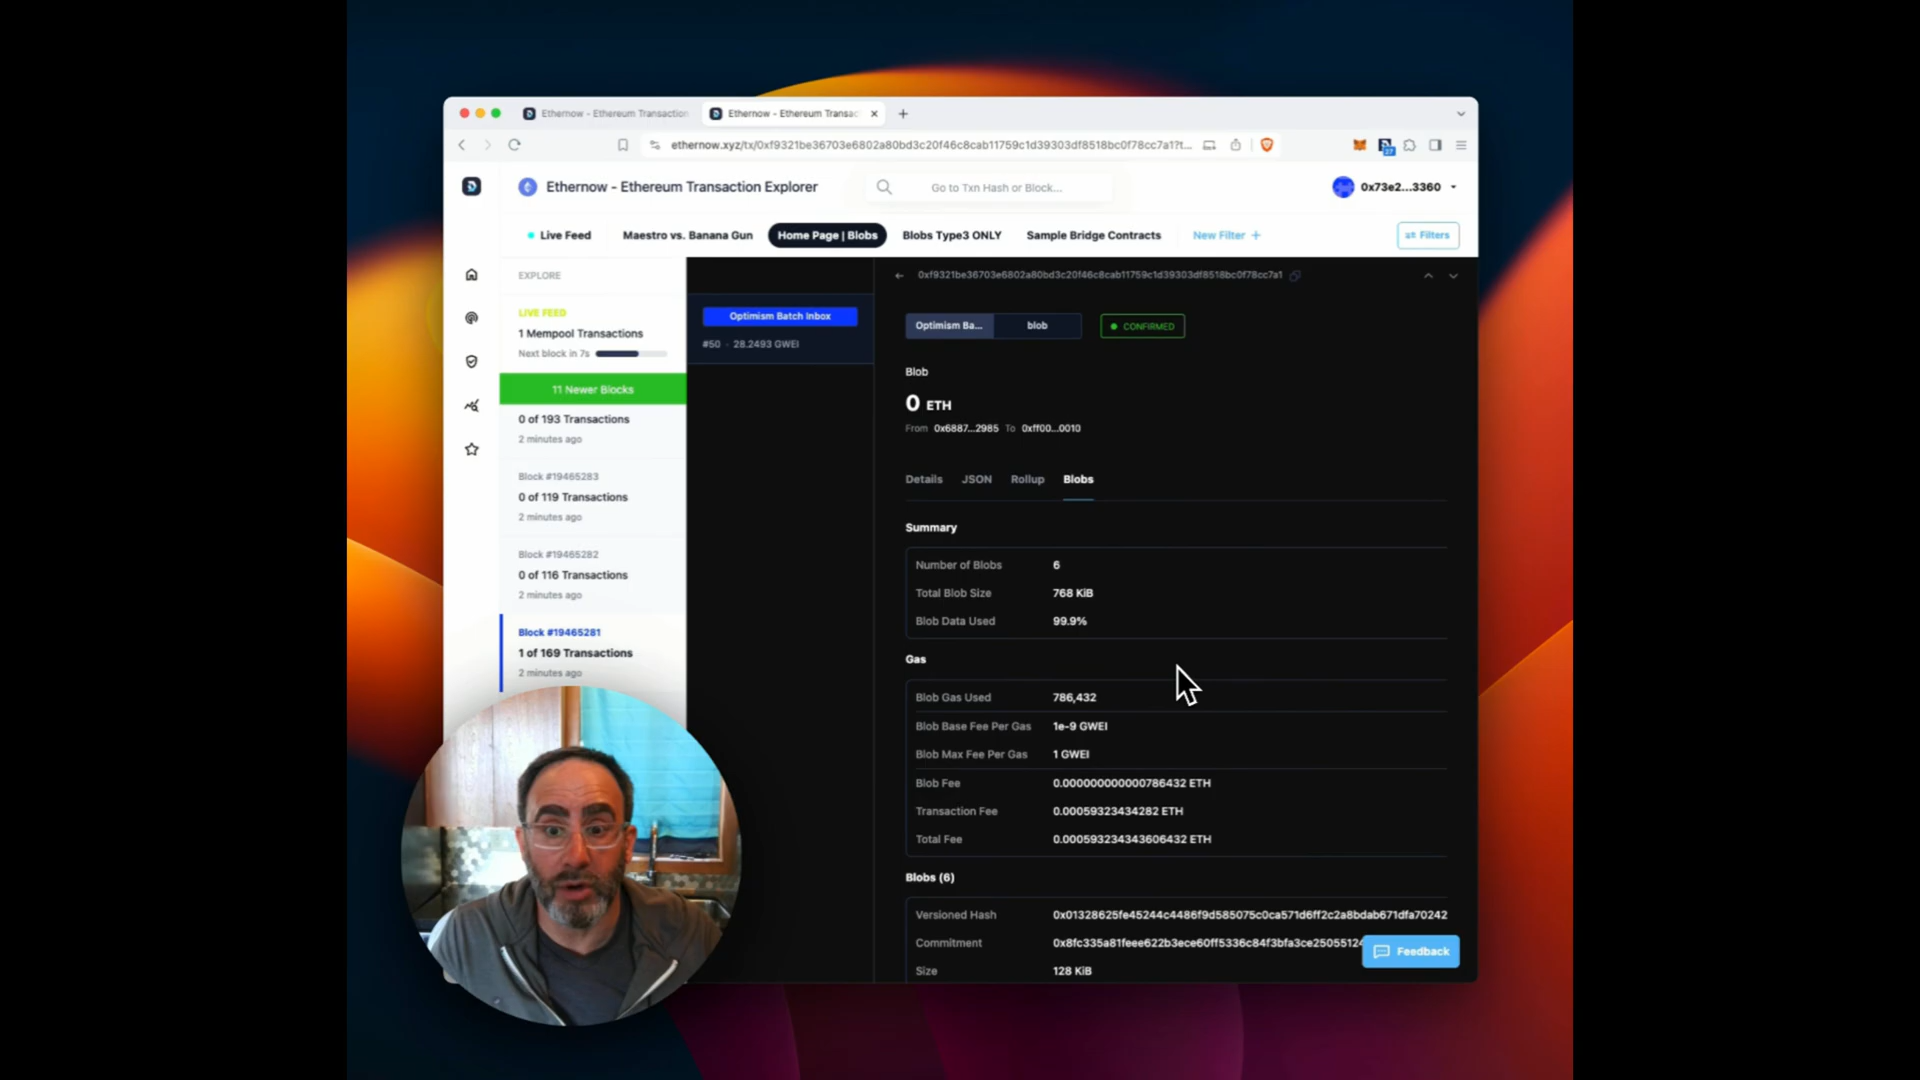 Ethernow - Ethereum Transaction
Ethernow - Ethereum Transac
ethernow.xyz/tx/0xf9321be36703e6802a80bd3c20f46c8cab11759c1d39303df8518bc0f78cc7a1?t...
27
Ethernow - Ethereum Transaction Explorer
Go to Txn Hash or Block...
0x73e2...3360
Live Feed
Maestro vs. Banana Gun
Home Page | Blobs
Blobs Type3 ONLY
Sample Bridge Contracts
New Filter +
Filters
EXPLORE
LIVE FEED
1 Mempool Transactions
Next block in 7s
11 Newer Blocks
0 of 193 Transactions
2 minutes ago
Block #19465283
0 of 119 Transactions
2 minutes ago
Block #19465282
0 of 116 Transactions
2 minutes ago
Block #19465281
1 of 169 Transactions
2 minutes ago
Optimism Batch Inbox
#50 · 28.2493 GWEI
0xf9321be36703e6802a80bd3c20f46c8cab11759c1d39303df8518bc0f78cc7a1
Optimism Ba...
blob
CONFIRMED
Blob
0 ETH
From 0x6887...2985 To 0xff00...0010
Details
JSON
Rollup
Blobs
Summary
Number of Blobs 6
Total Blob Size 768 KiB
Blob Data Used 99.9%
Gas
Blob Gas Used 786,432
Blob Base Fee Per Gas 1e-9 GWEI
Blob Max Fee Per Gas 1 GWEI
Blob Fee 0.000000000000786432 ETH
Transaction Fee 0.00059323434282 ETH
Total Fee 0.000593234343606432 ETH
Blobs (6)
Versioned Hash 0x01328625fe45244c4486f9d585075c0ca571d6ff2c2a8bdab671dfa70242
Commitment 0x8fc335a81feee622b3ece60ff5336c84f3bfa3ce25055124
Size 128 KiB
Feedback